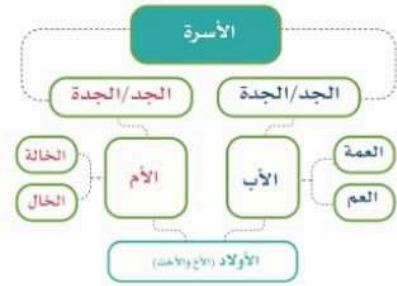 الأسرة
الجد/الجدة
الجد/الجدة
العمة
العم
الأب
الأم
الخالة
الخال
الأولاد (الأخ والأخت)